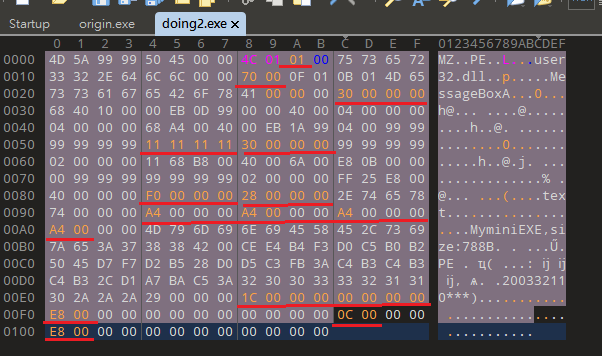 Startup origin.exe doing2.exe ×
0 1 2 3 4 5 6 7 8 9 A B C D E F 0123456789ABCDEF
0000 4D 5A 99 99 50 45 00 00 4C 01 01 00 75 73 65 72 MZ..PE..L...user
0010 33 32 2E 64 6C 6C 00 00 70 00 0F 01 0B 01 4D 65 32.dll..p.....Me
0020 73 73 61 67 65 42 6F 78 41 00 00 00 30 00 00 00 ssageBoxA...0...
0030 68 40 10 00 00 EB 0D 99 00 00 40 00 04 00 00 00 h@... ....@.....
0040 04 00 00 00 68 A4 00 40 00 EB 1A 99 04 00 00 00 ....h..@. ......
0050 99 99 99 99 11 11 11 11 30 00 00 00 99 99 99 99 ........0...
0060 02 00 00 00 11 68 B8 00 40 00 6A 00 E8 0B 00 00 .....h..@.j.
0070 00 99 99 99 99 99 99 99 02 00 00 00 FF 25 E8 00 %
0080 40 00 00 00 F0 00 00 00 28 00 00 00 2E 74 65 78 @... ...(....tex
0090 74 00 00 00 A4 00 00 00 A4 00 00 00 A4 00 00 00 t...
00A0 A4 00 00 00 4D 79 6D 69 6E 69 45 58 45 2C 73 69 ....MyminiEXE,si
00B0 7A 65 3A 37 38 38 42 00 CE E4 B4 F3 D0 C5 B0 B2 ze:788B.
00C0 50 45 D7 F7 D2 B5 28 D0 D5 C3 FB 3A C4 B3 C4 B3 PE
00D0 C4 B3 2C D1 A7 BA C5 3A 32 30 30 33 33 32 31 31 20033211
00E0 30 2A 2A 2A 29 00 00 00 1C 00 00 00 00 00 00 00 0***)...........
00F0 E8 00 00 00 00 00 00 00 00 00 00 00 0C 00 00 00
0100 E8 00 00 00 00 00 00 00 00 00 00 00